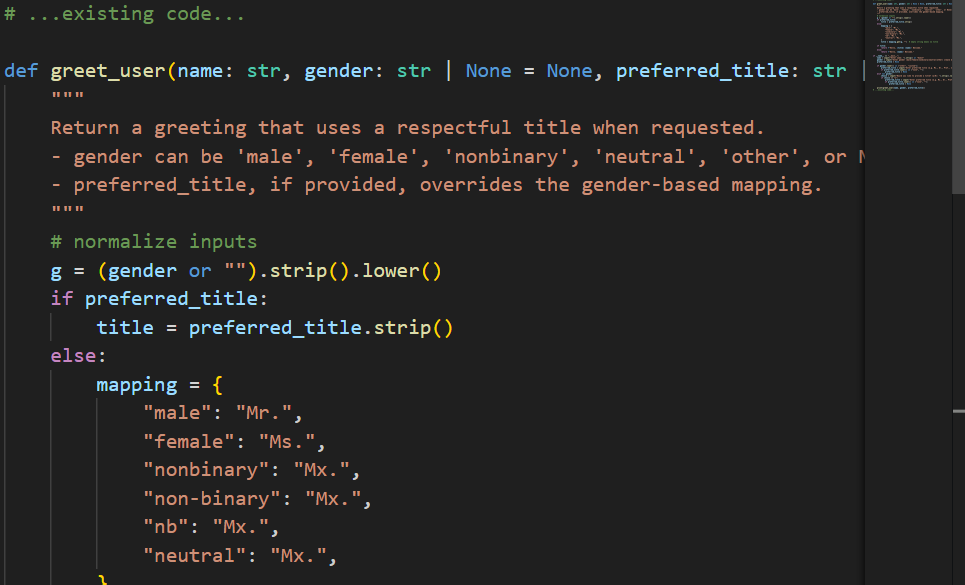 # ...existing code...
def greet_user(name: str, gender: str | None = None, preferred_title: str |
"""
Return a greeting that uses a respectful title when requested.
- gender can be 'male', 'female', 'nonbinary', 'neutral', 'other', or
- preferred_title, if provided, overrides the gender-based mapping.
"""
# normalize inputs
g = (gender or "").strip().lower()
if preferred_title:
title = preferred_title.strip()
else:
mapping = {
"male": "Mr.",
"female": "Ms.",
"nonbinary": "Mx.",
"non-binary": "Mx.",
"nb": "Mx.",
"neutral": "Mx.",
}